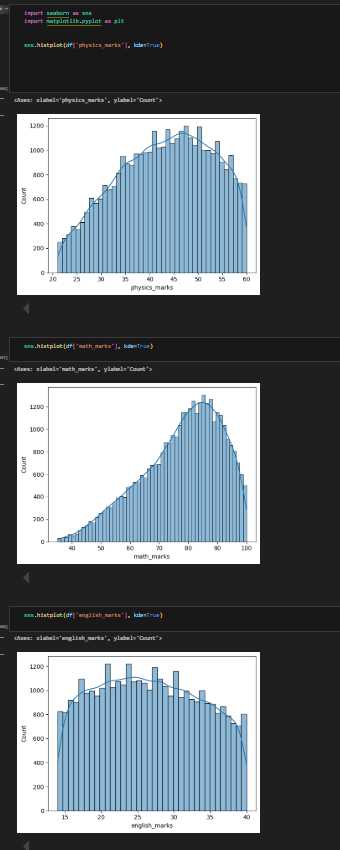 import seaborn as sns
import matplotlib.pyplot as plt
sns.histplot(df['physics_marks'], kde=True)
<Axes: xlabel='physics_marks', ylabel='Count'>
1200
1000
800
600
400
200
0
Count
20 25 30 35 40 45 50 55 60
physics_marks
sns.histplot(df['math_marks'], kde=True)
<Axes: xlabel='math_marks', ylabel='Count'>
1200
1000
800
600
400
200
0
Count
40 50 60 70 80 90 100
math_marks
sns.histplot(df['english_marks'], kde=True)
<Axes: xlabel='english_marks', ylabel='Count'>
1200
1000
800
600
400
200
0
Count
15 20 25 30 35 40
english_marks